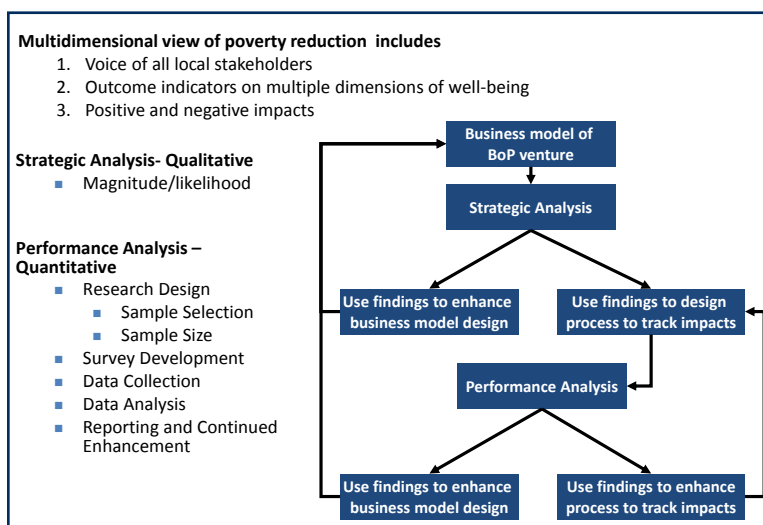 Multidimensional view of poverty reduction includes
1. Voice of all local stakeholders
2. Outcome indicators on multiple dimensions of well-being
3. Positive and negative impacts
Strategic Analysis- Qualitative
■ Magnitude/likelihood
Performance Analysis –
Quantitative
■ Research Design
■ Sample Selection
■ Sample Size
■ Survey Development
■ Data Collection
■ Data Analysis
■ Reporting and Continued
Enhancement
Business model of
BoP venture
Strategic Analysis
Use findings to enhance
business model design
Use findings to design
process to track impacts
Performance Analysis
Use findings to enhance
business model design
Use findings to enhance
process to track impacts